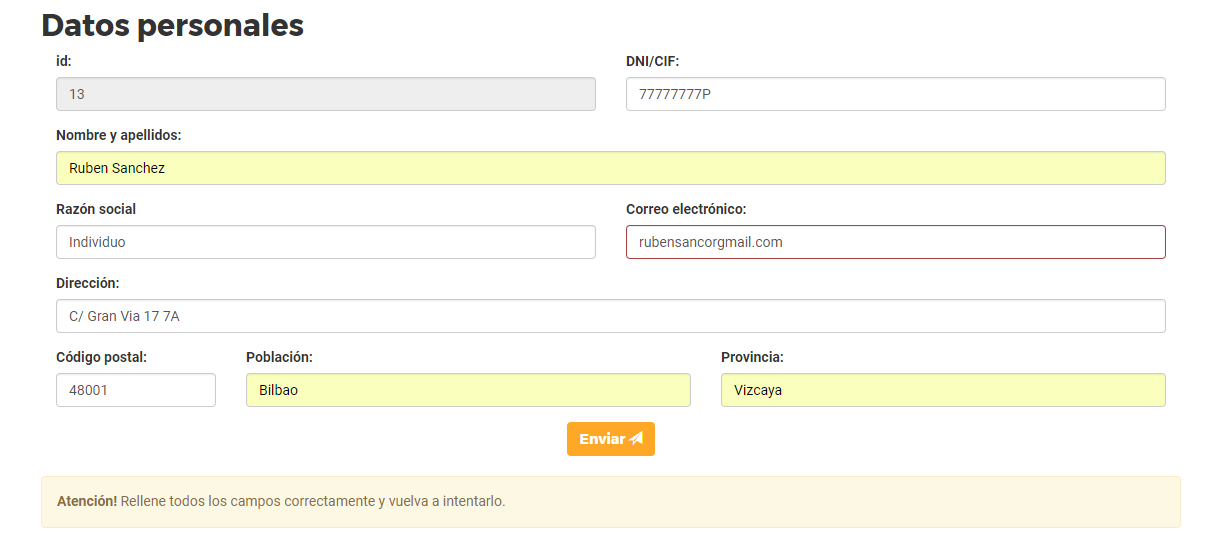 Datos personales
id: DNI/CIF:
13 77777777P
Nombre y apellidos:
Ruben Sanchez
Razón social Correo electrónico:
Individuo rubensancorgmail.com
Dirección:
C/ Gran Via 17 7A
Código postal: Población: Provincia:
48001 Bilbao Vizcaya
Enviar
Atención! Rellene todos los campos correctamente y vuelva a intentarlo.